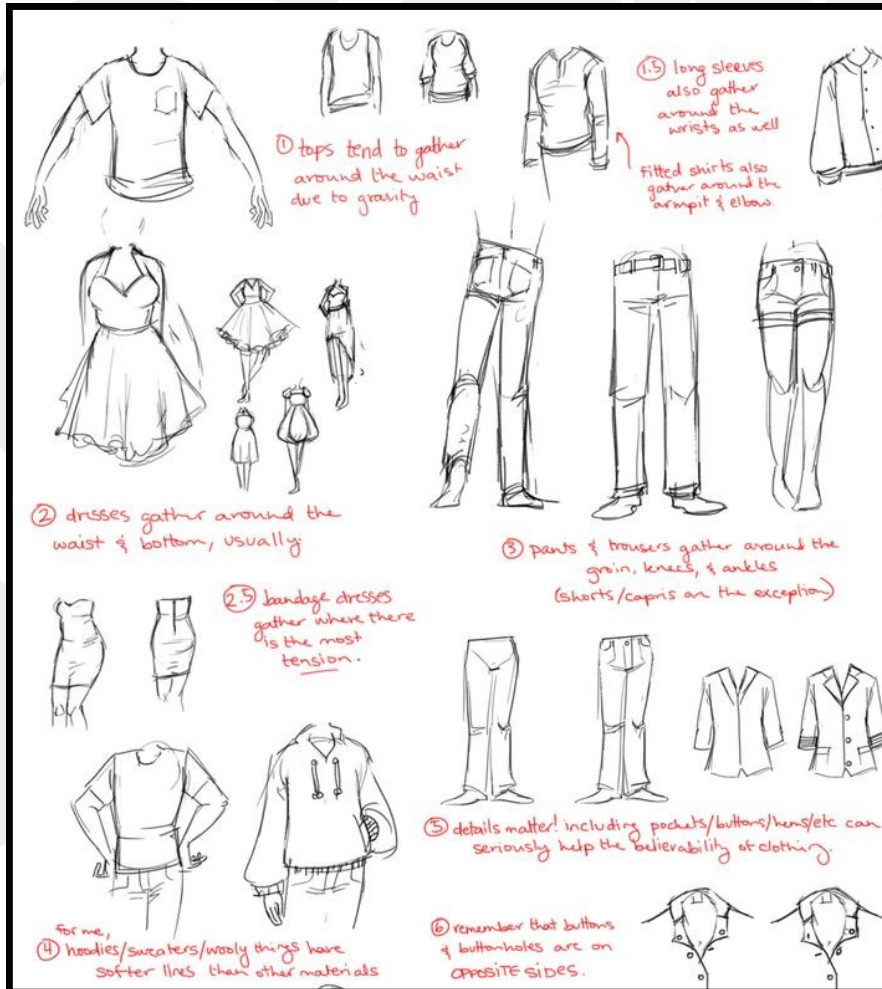 ① tops tend to gather
around the waist
due to gravity
①.5 long sleeves
also gather
around the
wrists as well
fitted shirts also
gather around the
armpit & elbow.
② dresses gather around the
waist & bottom, usually.
③ pants & trousers gather around the
groin, knees, & ankles
(shorts/capris are the exception)
②.5 bandage dresses
gather where there
is the most
tension.
⑤ details matter! including pockets/buttons/hems/etc can
seriously help the believability of clothing.
for me,
④ hoodies/sweaters/wooly things have
softer lines than other materials
⑥ remember that buttons
& buttonholes are on
OPPOSITE SIDES.